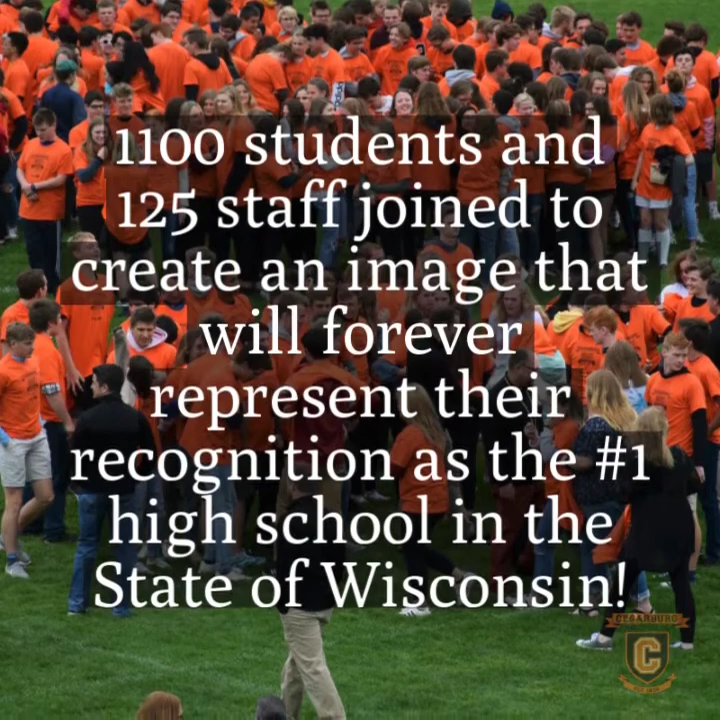 1100 students and
125 staff joined to
create an image that
will forever
represent their
recognition as the #1
high school in the
State of Wisconsin!
CEDARBURG
C